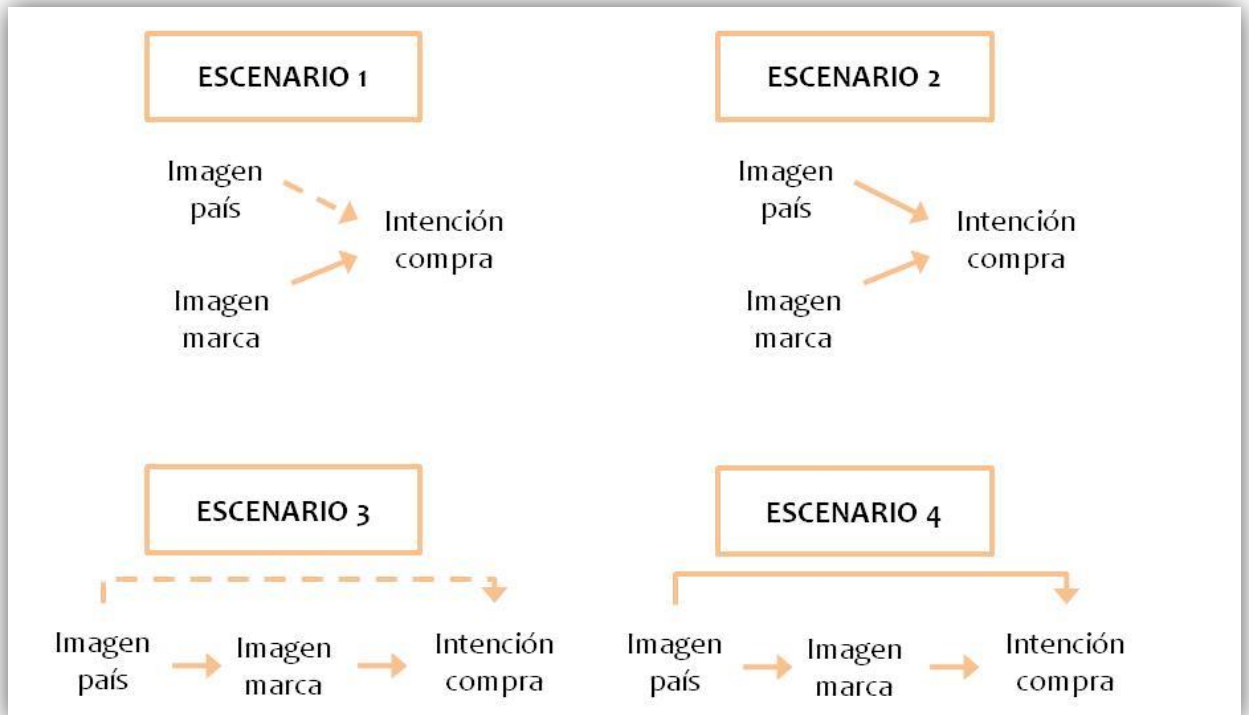 ESCENARIO 1
Imagen
país
Imagen
marca
Intención
compra
ESCENARIO 2
Imagen
país
Imagen
marca
Intención
compra
ESCENARIO 3
Imagen
país
Imagen
marca
Intención
compra
ESCENARIO 4
Imagen
país
Imagen
marca
Intención
compra